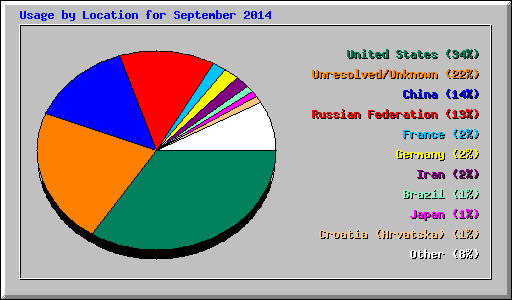 Usage by Location for September 2014
United States (34%)
Unresolved/Unknown (22%)
China (14%)
Russian Federation (13%)
France (2%)
Germany (2%)
Iran (2%)
Brazil (1%)
Japan (1%)
Croatia (Hrvatska) (1%)
Other (8%)